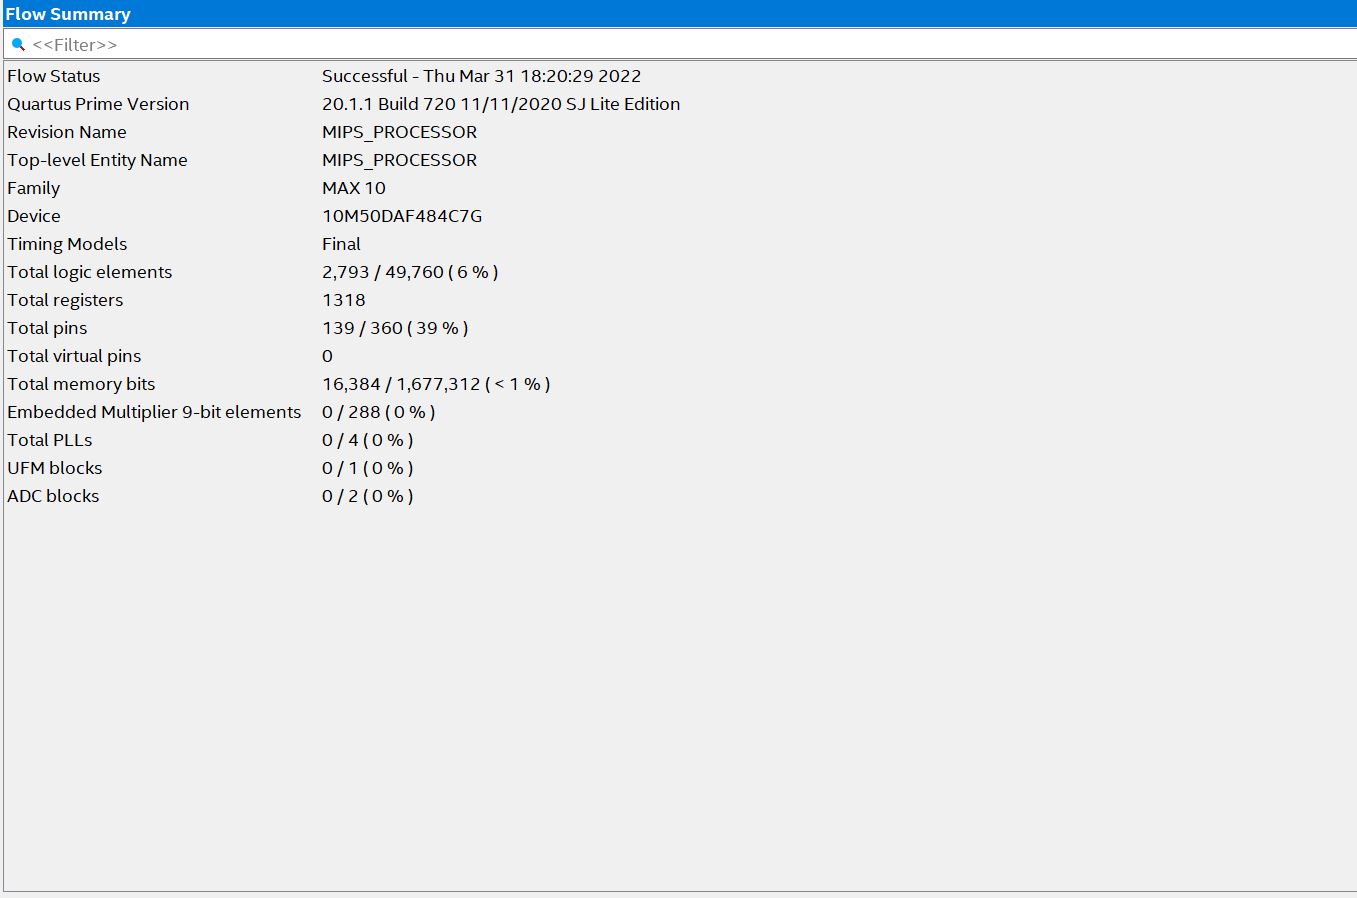 Flow Summary
<<Filter>>
Flow Status Successful - Thu Mar 31 18:20:29 2022
Quartus Prime Version 20.1.1 Build 720 11/11/2020 SJ Lite Edition
Revision Name MIPS_PROCESSOR
Top-level Entity Name MIPS_PROCESSOR
Family MAX 10
Device 10M50DAF484C7G
Timing Models Final
Total logic elements 2,793 / 49,760 ( 6 % )
Total registers 1318
Total pins 139 / 360 ( 39 % )
Total virtual pins 0
Total memory bits 16,384 / 1,677,312 ( < 1 % )
Embedded Multiplier 9-bit elements 0 / 288 ( 0 % )
Total PLLs 0 / 4 ( 0 % )
UFM blocks 0 / 1 ( 0 % )
ADC blocks 0 / 2 ( 0 % )